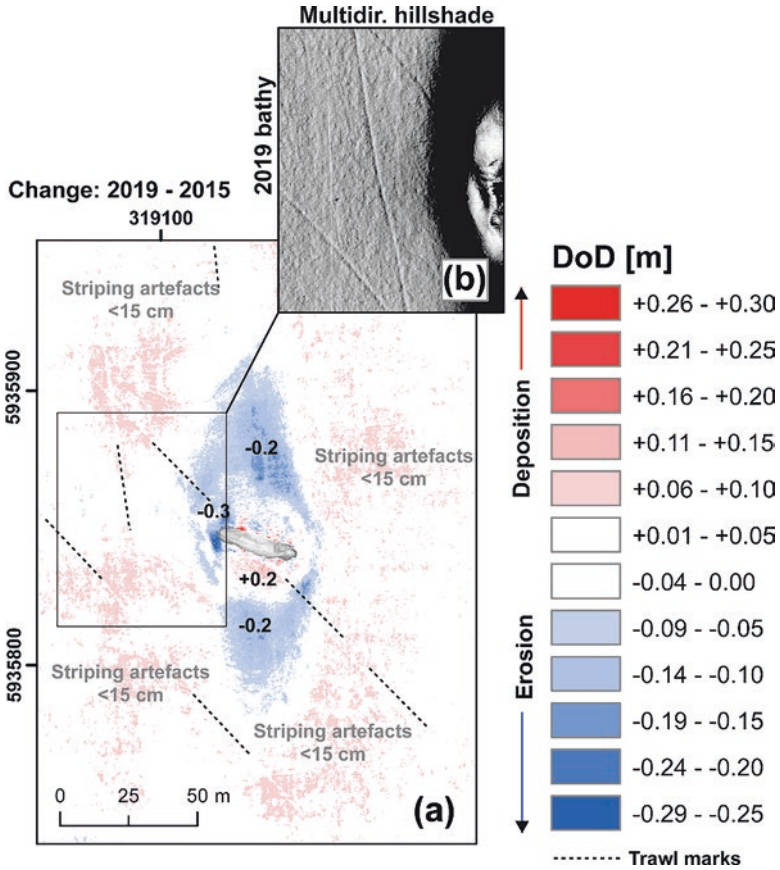 Multidir. hillshade
2019 bathy
(b)
Change: 2019 - 2015
319100
5935900
5935800
Striping artefacts
<15 cm
-0.2
Striping artefacts
<15 cm
-0.3
+0.2
-0.2
Striping artefacts
<15 cm
Striping artefacts
<15 cm
0 25 50 m
(a)
DoD [m]
Deposition
Erosion
+0.26 - +0.30
+0.21 - +0.25
+0.16 - +0.20
+0.11 - +0.15
+0.06 - +0.10
+0.01 - +0.05
-0.04 - 0.00
-0.09 - -0.05
-0.14 - -0.10
-0.19 - -0.15
-0.24 - -0.20
-0.29 - -0.25
Trawl marks